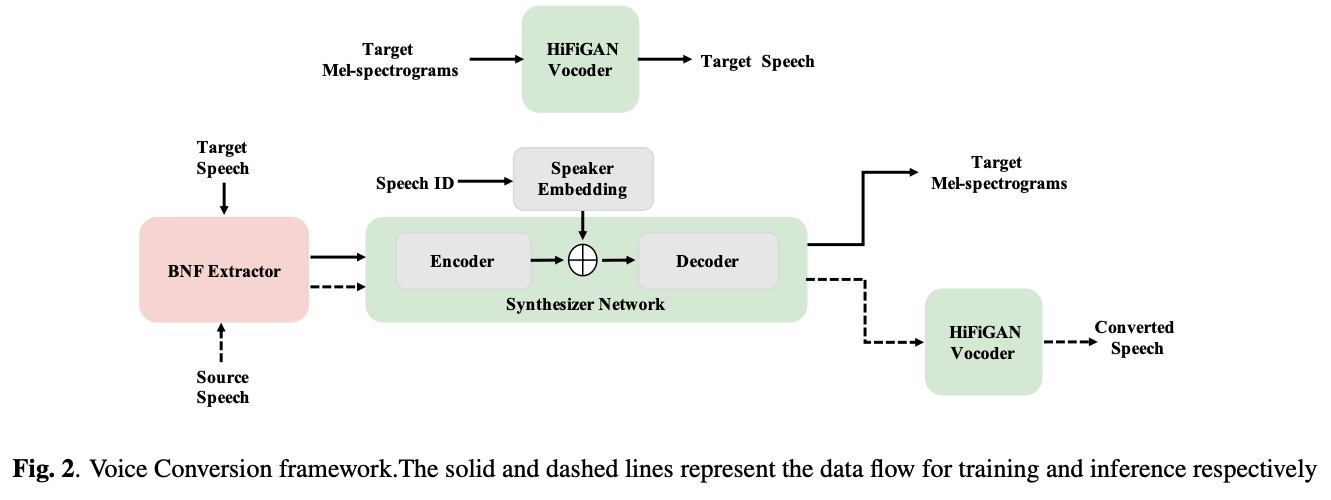 Target
Mel-spectrograms
HiFiGAN
Vocoder
Target Speech
Target
Speech
Speech ID
Speaker
Embedding
Target
Mel-spectrograms
BNF Extractor
Encoder
Decoder
Synthesizer Network
HiFiGAN
Vocoder
Converted
Speech
Source
Speech
Fig. 2. Voice Conversion framework.The solid and dashed lines represent the data flow for training and inference respectively